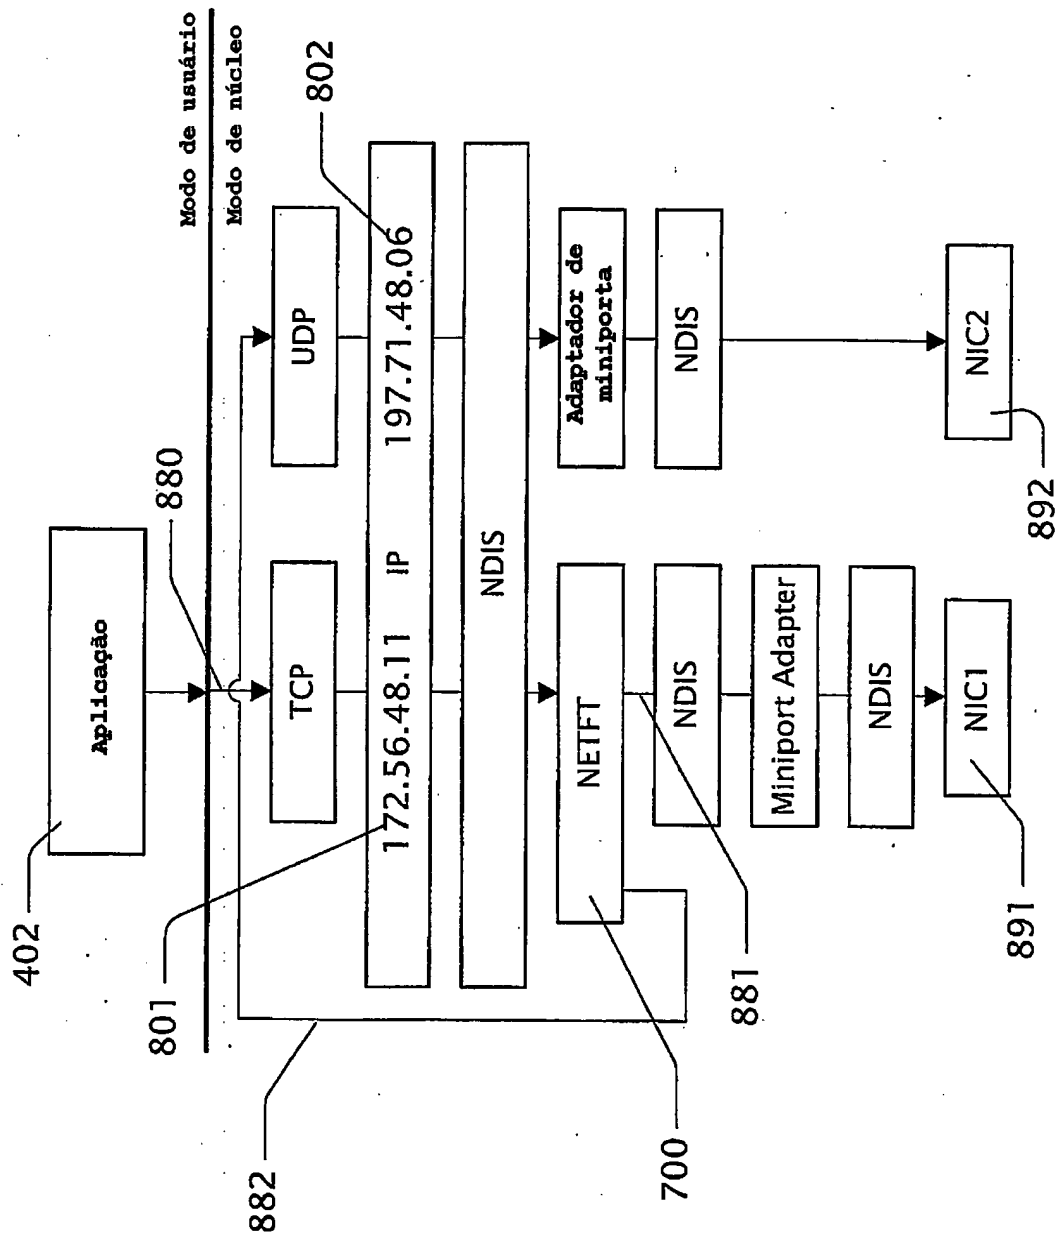 402
Aplicação
880
Modo de usuário
Modo de núcleo
801
TCP
UDP
802
882
172.56.48.11
IP
197.71.48.06
NDIS
700
NETFT
Adaptador de
miniporta
881
NDIS
NDIS
Miniport Adapter
NDIS
891
NIC1
892
NIC2